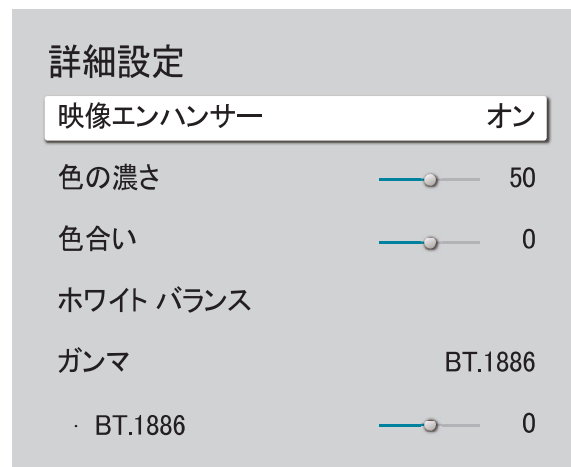 詳細設定
映像エンハンサー オン
色の濃さ 50
色合い 0
ホワイト バランス
ガンマ BT.1886
· BT.1886 0